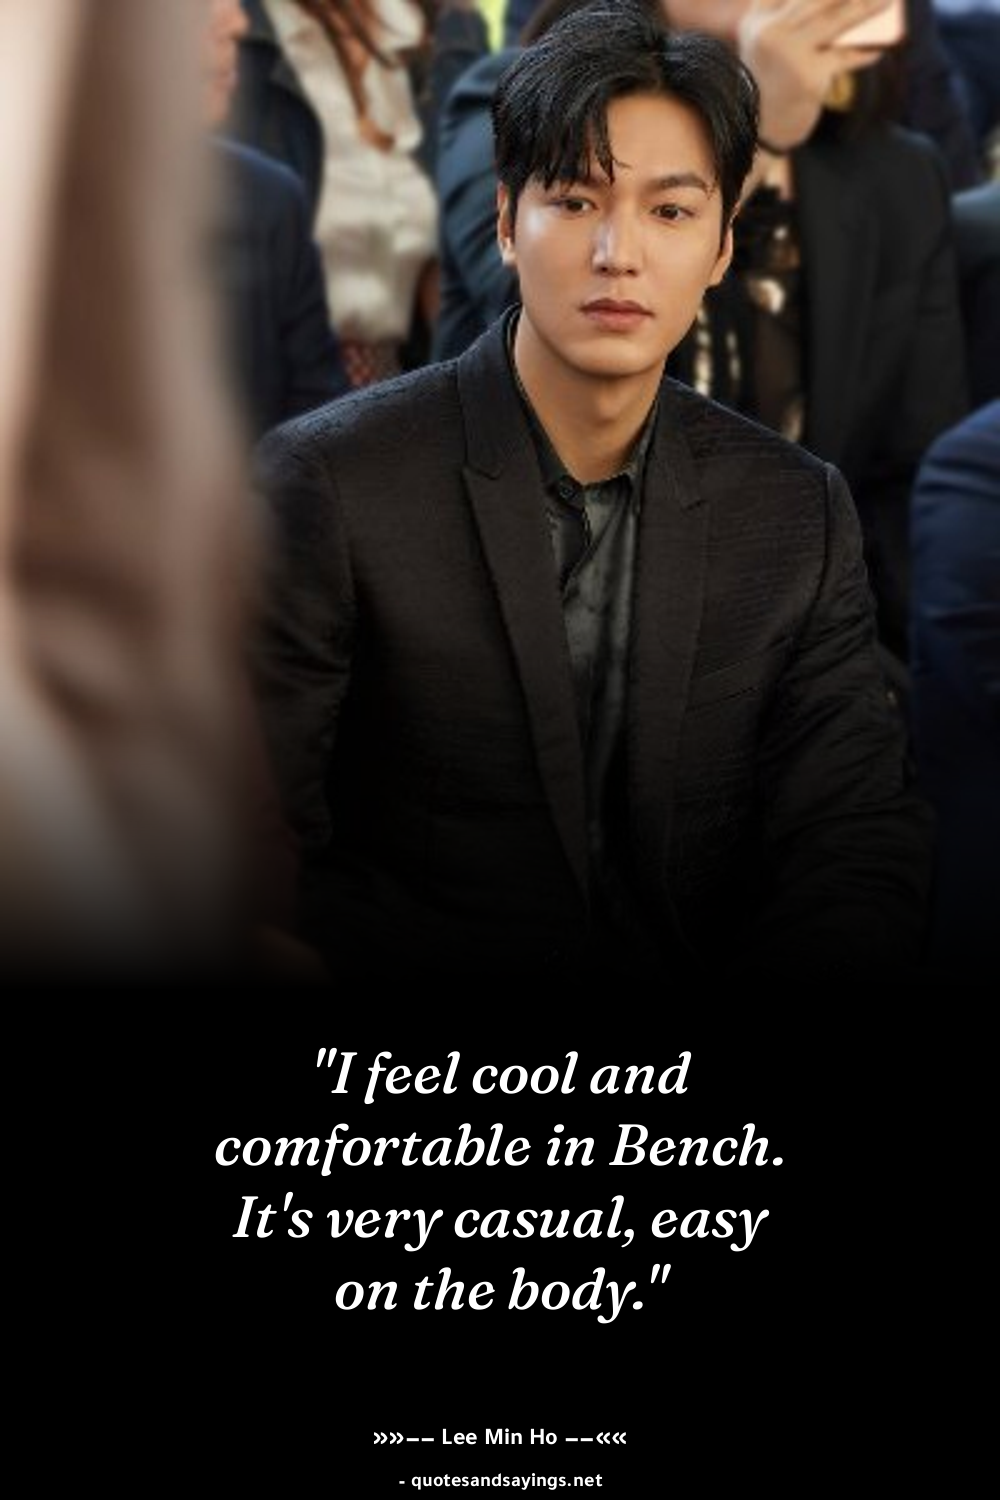 "I feel cool and
comfortable in Bench.
It's very casual, easy
on the body."
»»−− Lee Min Ho −−««
- quotesandsayings.net